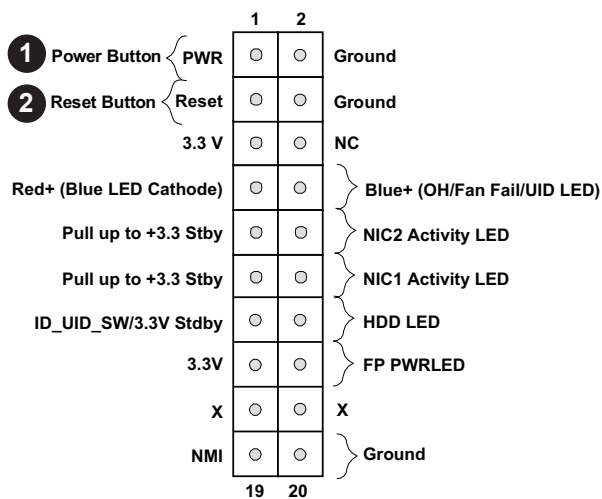 1 2
1 Power Button PWR Ground
2 Reset Button Reset Ground
3.3 V NC
Red+ (Blue LED Cathode) Blue+ (OH/Fan Fail/UID LED)
Pull up to +3.3 Stby NIC2 Activity LED
Pull up to +3.3 Stby NIC1 Activity LED
ID_UID_SW/3.3V Stdby HDD LED
3.3V FP PWRLED
X X
NMI Ground
19 20